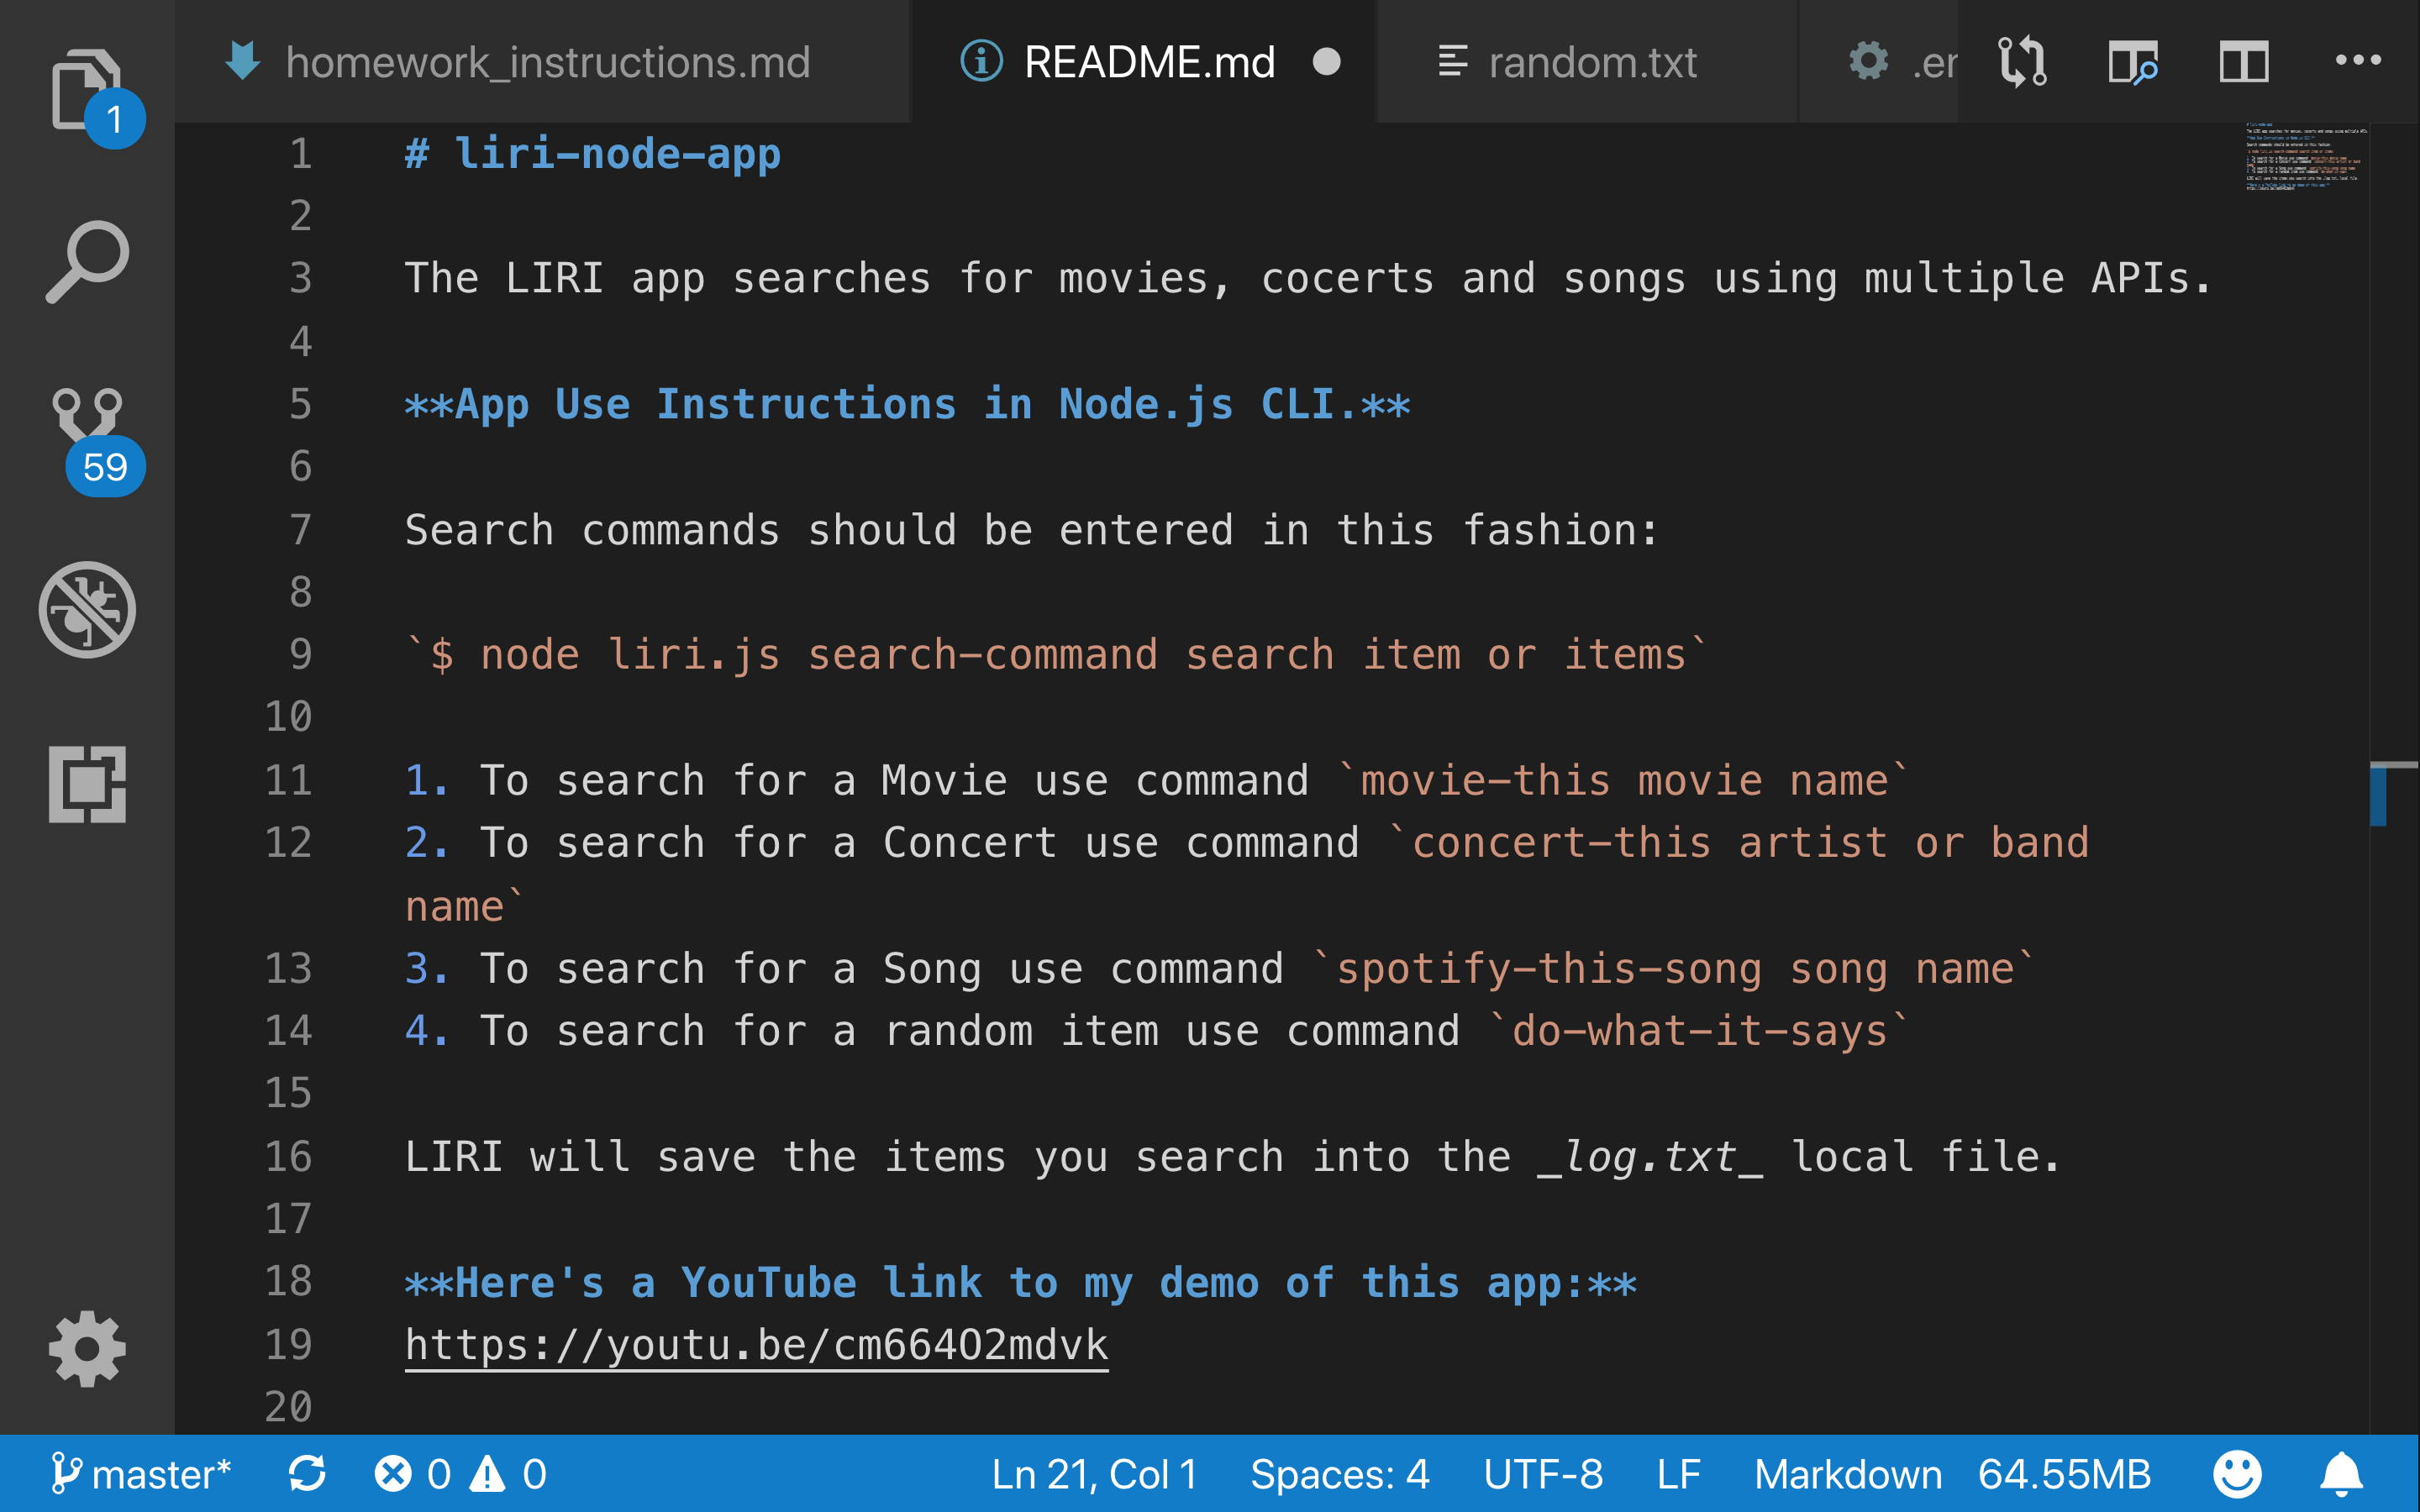 homework_instructions.md README.md random.txt .er
1
1 # liri-node-app
2
3 The LIRI app searches for movies, cocerts and songs using multiple APIs.
4
5 **App Use Instructions in Node.js CLI.**
6
59
7 Search commands should be entered in this fashion:
8
9 `$ node liri.js search-command search item or items`
10
11 1. To search for a Movie use command `movie-this movie name`
12 2. To search for a Concert use command `concert-this artist or band
name`
13 3. To search for a Song use command `spotify-this-song song name`
14 4. To search for a random item use command `do-what-it-says`
15
16 LIRI will save the items you search into the _log.txt_ local file.
17
18 **Here's a YouTube link to my demo of this app:**
19 https://youtu.be/cm66402mdvk
20
master* 0 0 Ln 21, Col 1 Spaces: 4 UTF-8 LF Markdown 64.55MB